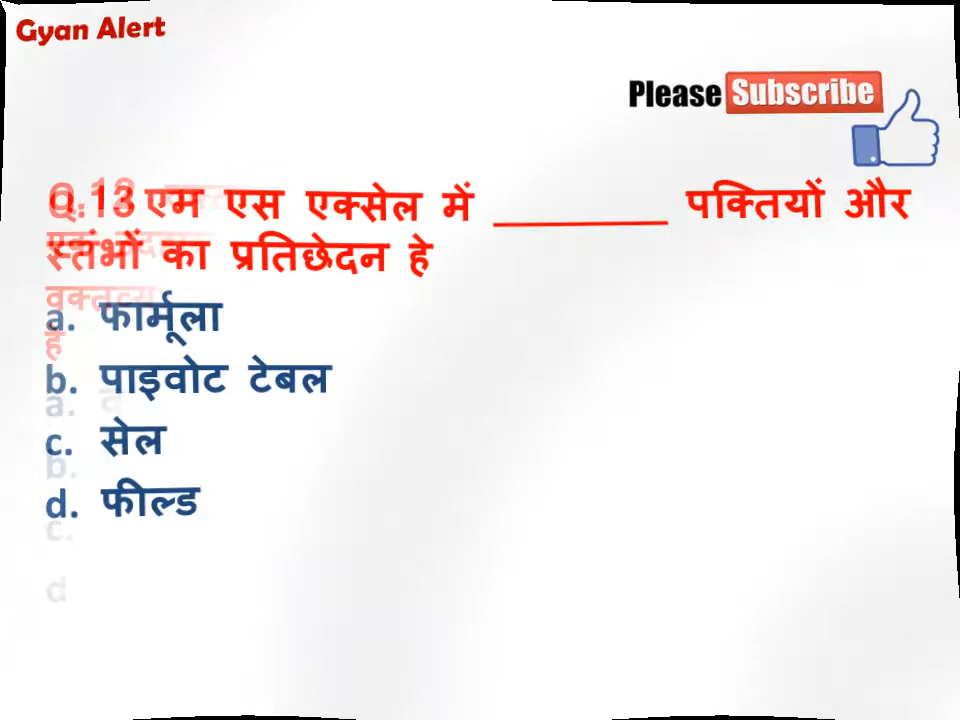 Gyan Alert
Please Subscribe
Q.13 एम एस एक्सेल में ________ पक्तियों और
स्तंभों का प्रतिछेदन हे
a. फार्मूला
b. पाइवोट टेबल
c. सेल
d. फील्ड